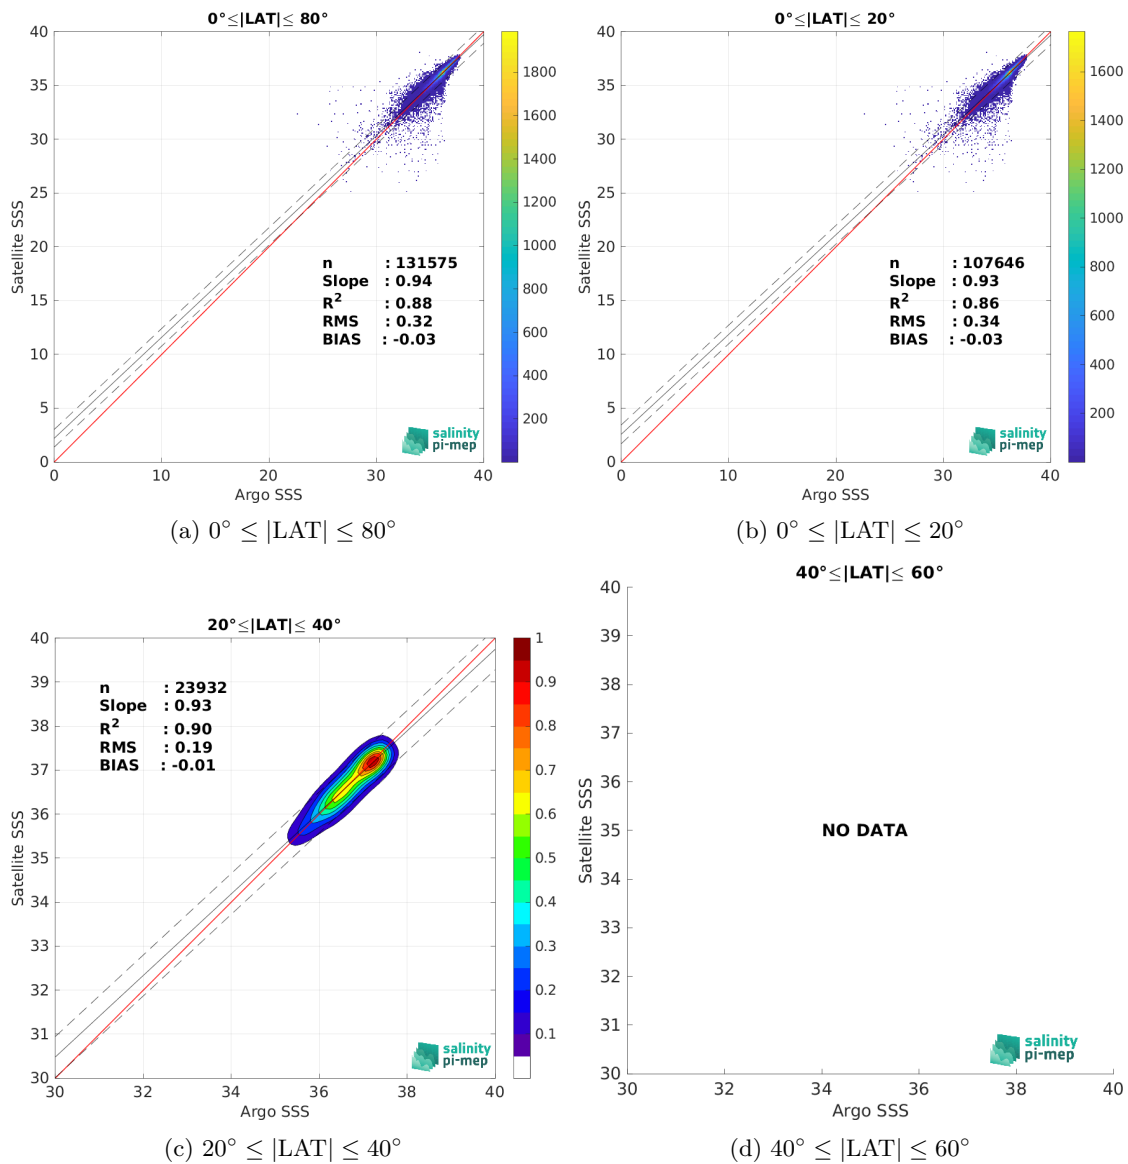 0°≤|LAT|≤ 80°
40
35
30
25
20
15
10
5
0
0
10
20
30
40
Satellite SSS
Argo SSS
n : 131575
Slope : 0.94
R² : 0.88
RMS : 0.32
BIAS : -0.03
salinity
pi-mep
1800
1600
1400
1200
1000
800
600
400
200
(a) 0° ≤ |LAT| ≤ 80°
0°≤|LAT|≤ 20°
40
35
30
25
20
15
10
5
0
0
10
20
30
40
Satellite SSS
Argo SSS
n : 107646
Slope : 0.93
R² : 0.86
RMS : 0.34
BIAS : -0.03
salinity
pi-mep
1600
1400
1200
1000
800
600
400
200
(b) 0° ≤ |LAT| ≤ 20°
20°≤|LAT|≤ 40°
40
39
38
37
36
35
34
33
32
31
30
30
32
34
36
38
40
Satellite SSS
Argo SSS
n : 23932
Slope : 0.93
R² : 0.90
RMS : 0.19
BIAS : -0.01
salinity
pi-mep
1
0.9
0.8
0.7
0.6
0.5
0.4
0.3
0.2
0.1
(c) 20° ≤ |LAT| ≤ 40°
40°≤|LAT|≤ 60°
40
39
38
37
36
35
34
33
32
31
30
30
32
34
36
38
40
Satellite SSS
Argo SSS
NO DATA
salinity
pi-mep
(d) 40° ≤ |LAT| ≤ 60°